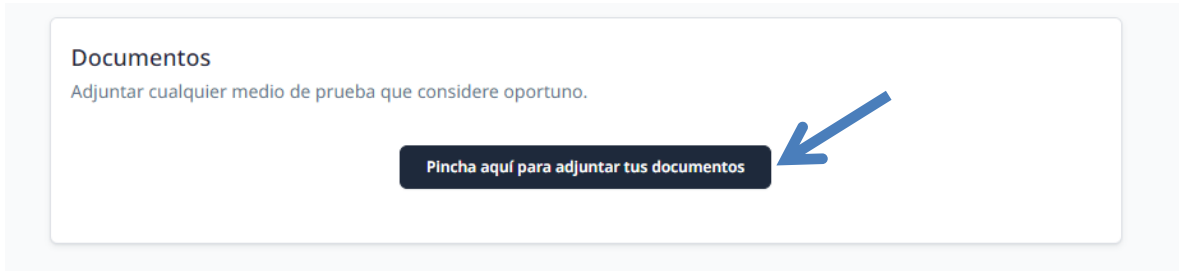 Documentos
Adjuntar cualquier medio de prueba que considere oportuno.
Pincha aquí para adjuntar tus documentos